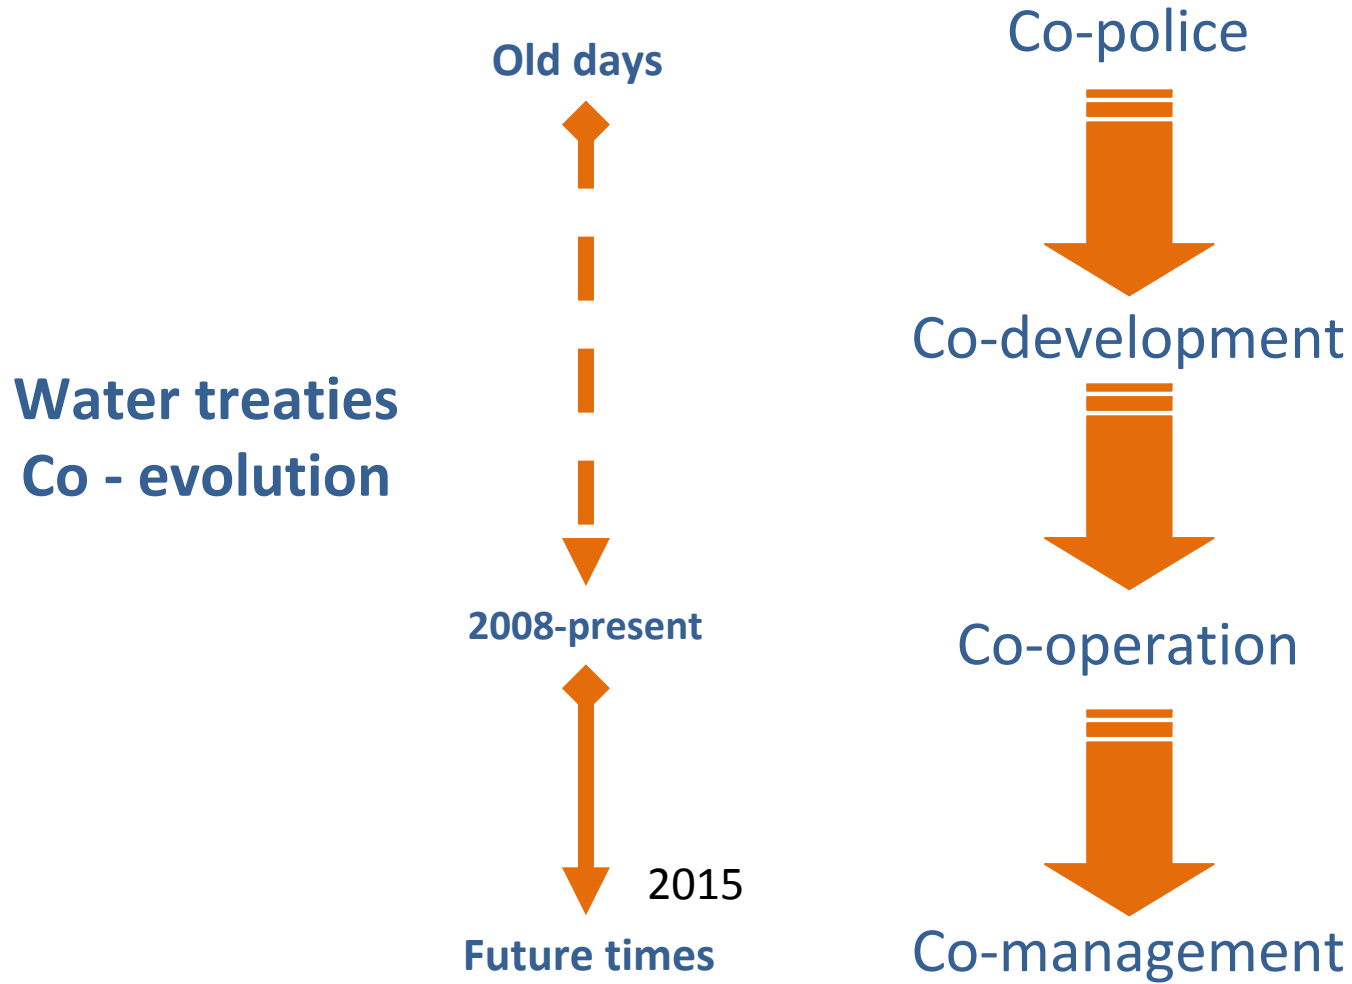 Water treaties
Co - evolution
Old days
2008-present
2015
Future times
Co-police
Co-development
Co-operation
Co-management